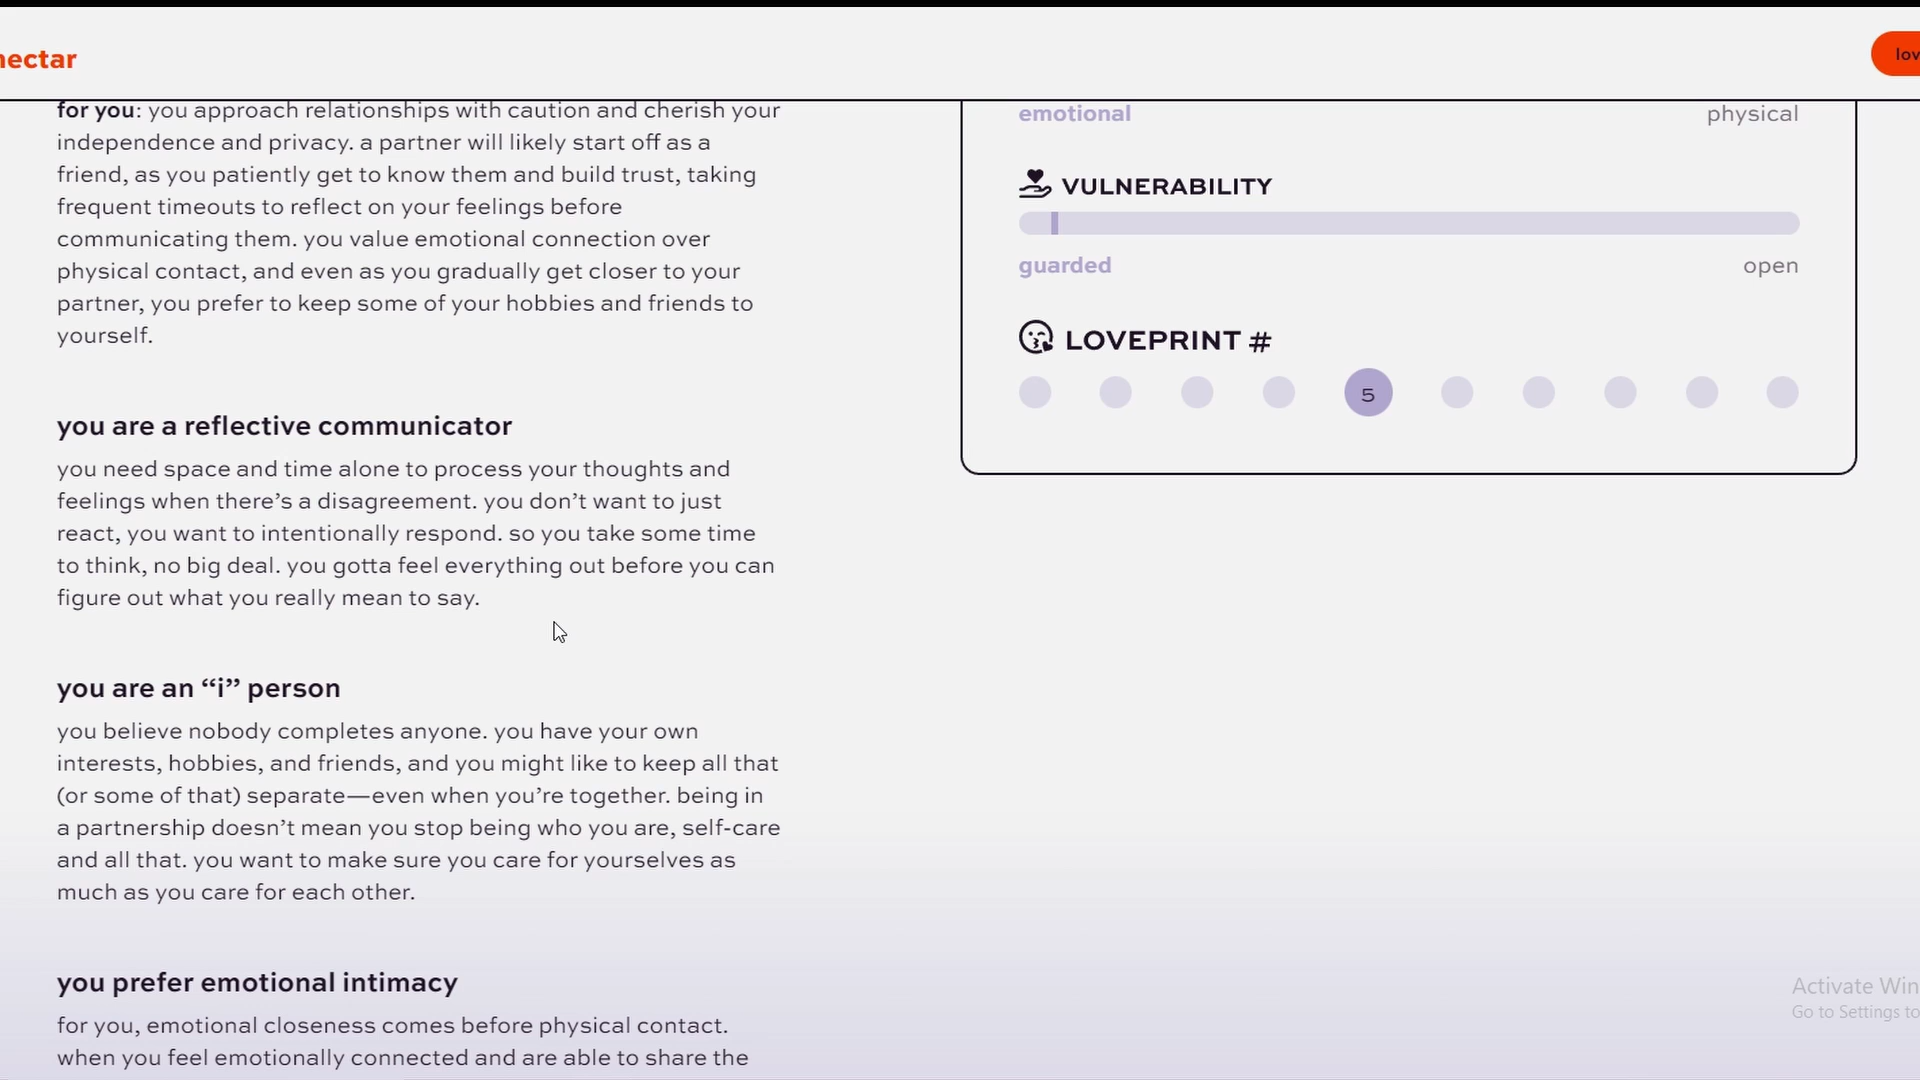 nectar
lov
for you: you approach relationships with caution and cherish your
independence and privacy. a partner will likely start off as a
friend, as you patiently get to know them and build trust, taking
frequent timeouts to reflect on your feelings before
communicating them. you value emotional connection over
physical contact, and even as you gradually get closer to your
partner, you prefer to keep some of your hobbies and friends to
yourself.
you are a reflective communicator
you need space and time alone to process your thoughts and
feelings when there’s a disagreement. you don’t want to just
react, you want to intentionally respond. so you take some time
to think, no big deal. you gotta feel everything out before you can
figure out what you really mean to say.
you are an “i” person
you believe nobody completes anyone. you have your own
interests, hobbies, and friends, and you might like to keep all that
(or some of that) separate—even when you’re together. being in
a partnership doesn’t mean you stop being who you are, self-care
and all that. you want to make sure you care for yourselves as
much as you care for each other.
you prefer emotional intimacy
for you, emotional closeness comes before physical contact.
when you feel emotionally connected and are able to share the
emotional physical
VULNERABILITY
guarded open
LOVEPRINT #
5
Activate Win
Go to Settings to